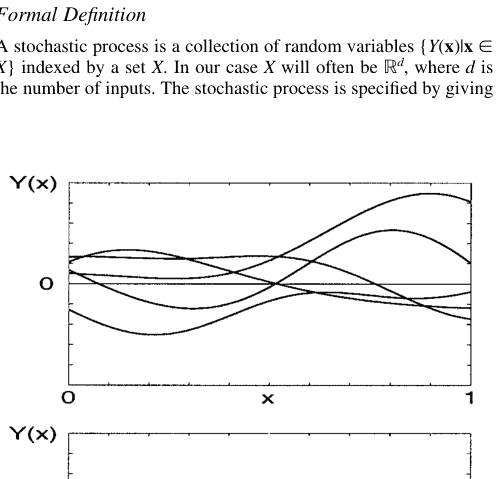 Formal Definition
A stochastic process is a collection of random variables {Y(x)|x ∈
X} indexed by a set X. In our case X will often be ℝᵈ, where d is
the number of inputs. The stochastic process is specified by giving
Y(x)
0
0 x 1
Y(x)